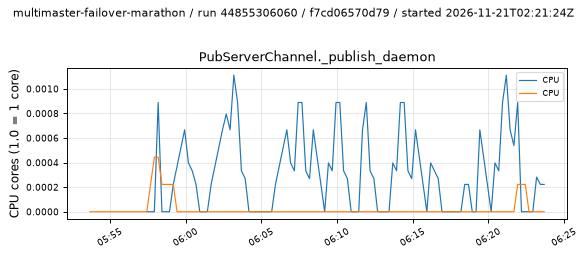 multimaster-failover-marathon / run 44855306060 / f7cd06570d79 / started 2026-11-21T02:21:24Z
PubServerChannel._publish_daemon
CPU cores (1.0 = 1 core)
0.0010
0.0008
0.0006
0.0004
0.0002
0.0000
CPU
CPU
05:55
06:00
06:05
06:10
06:15
06:20
06:25